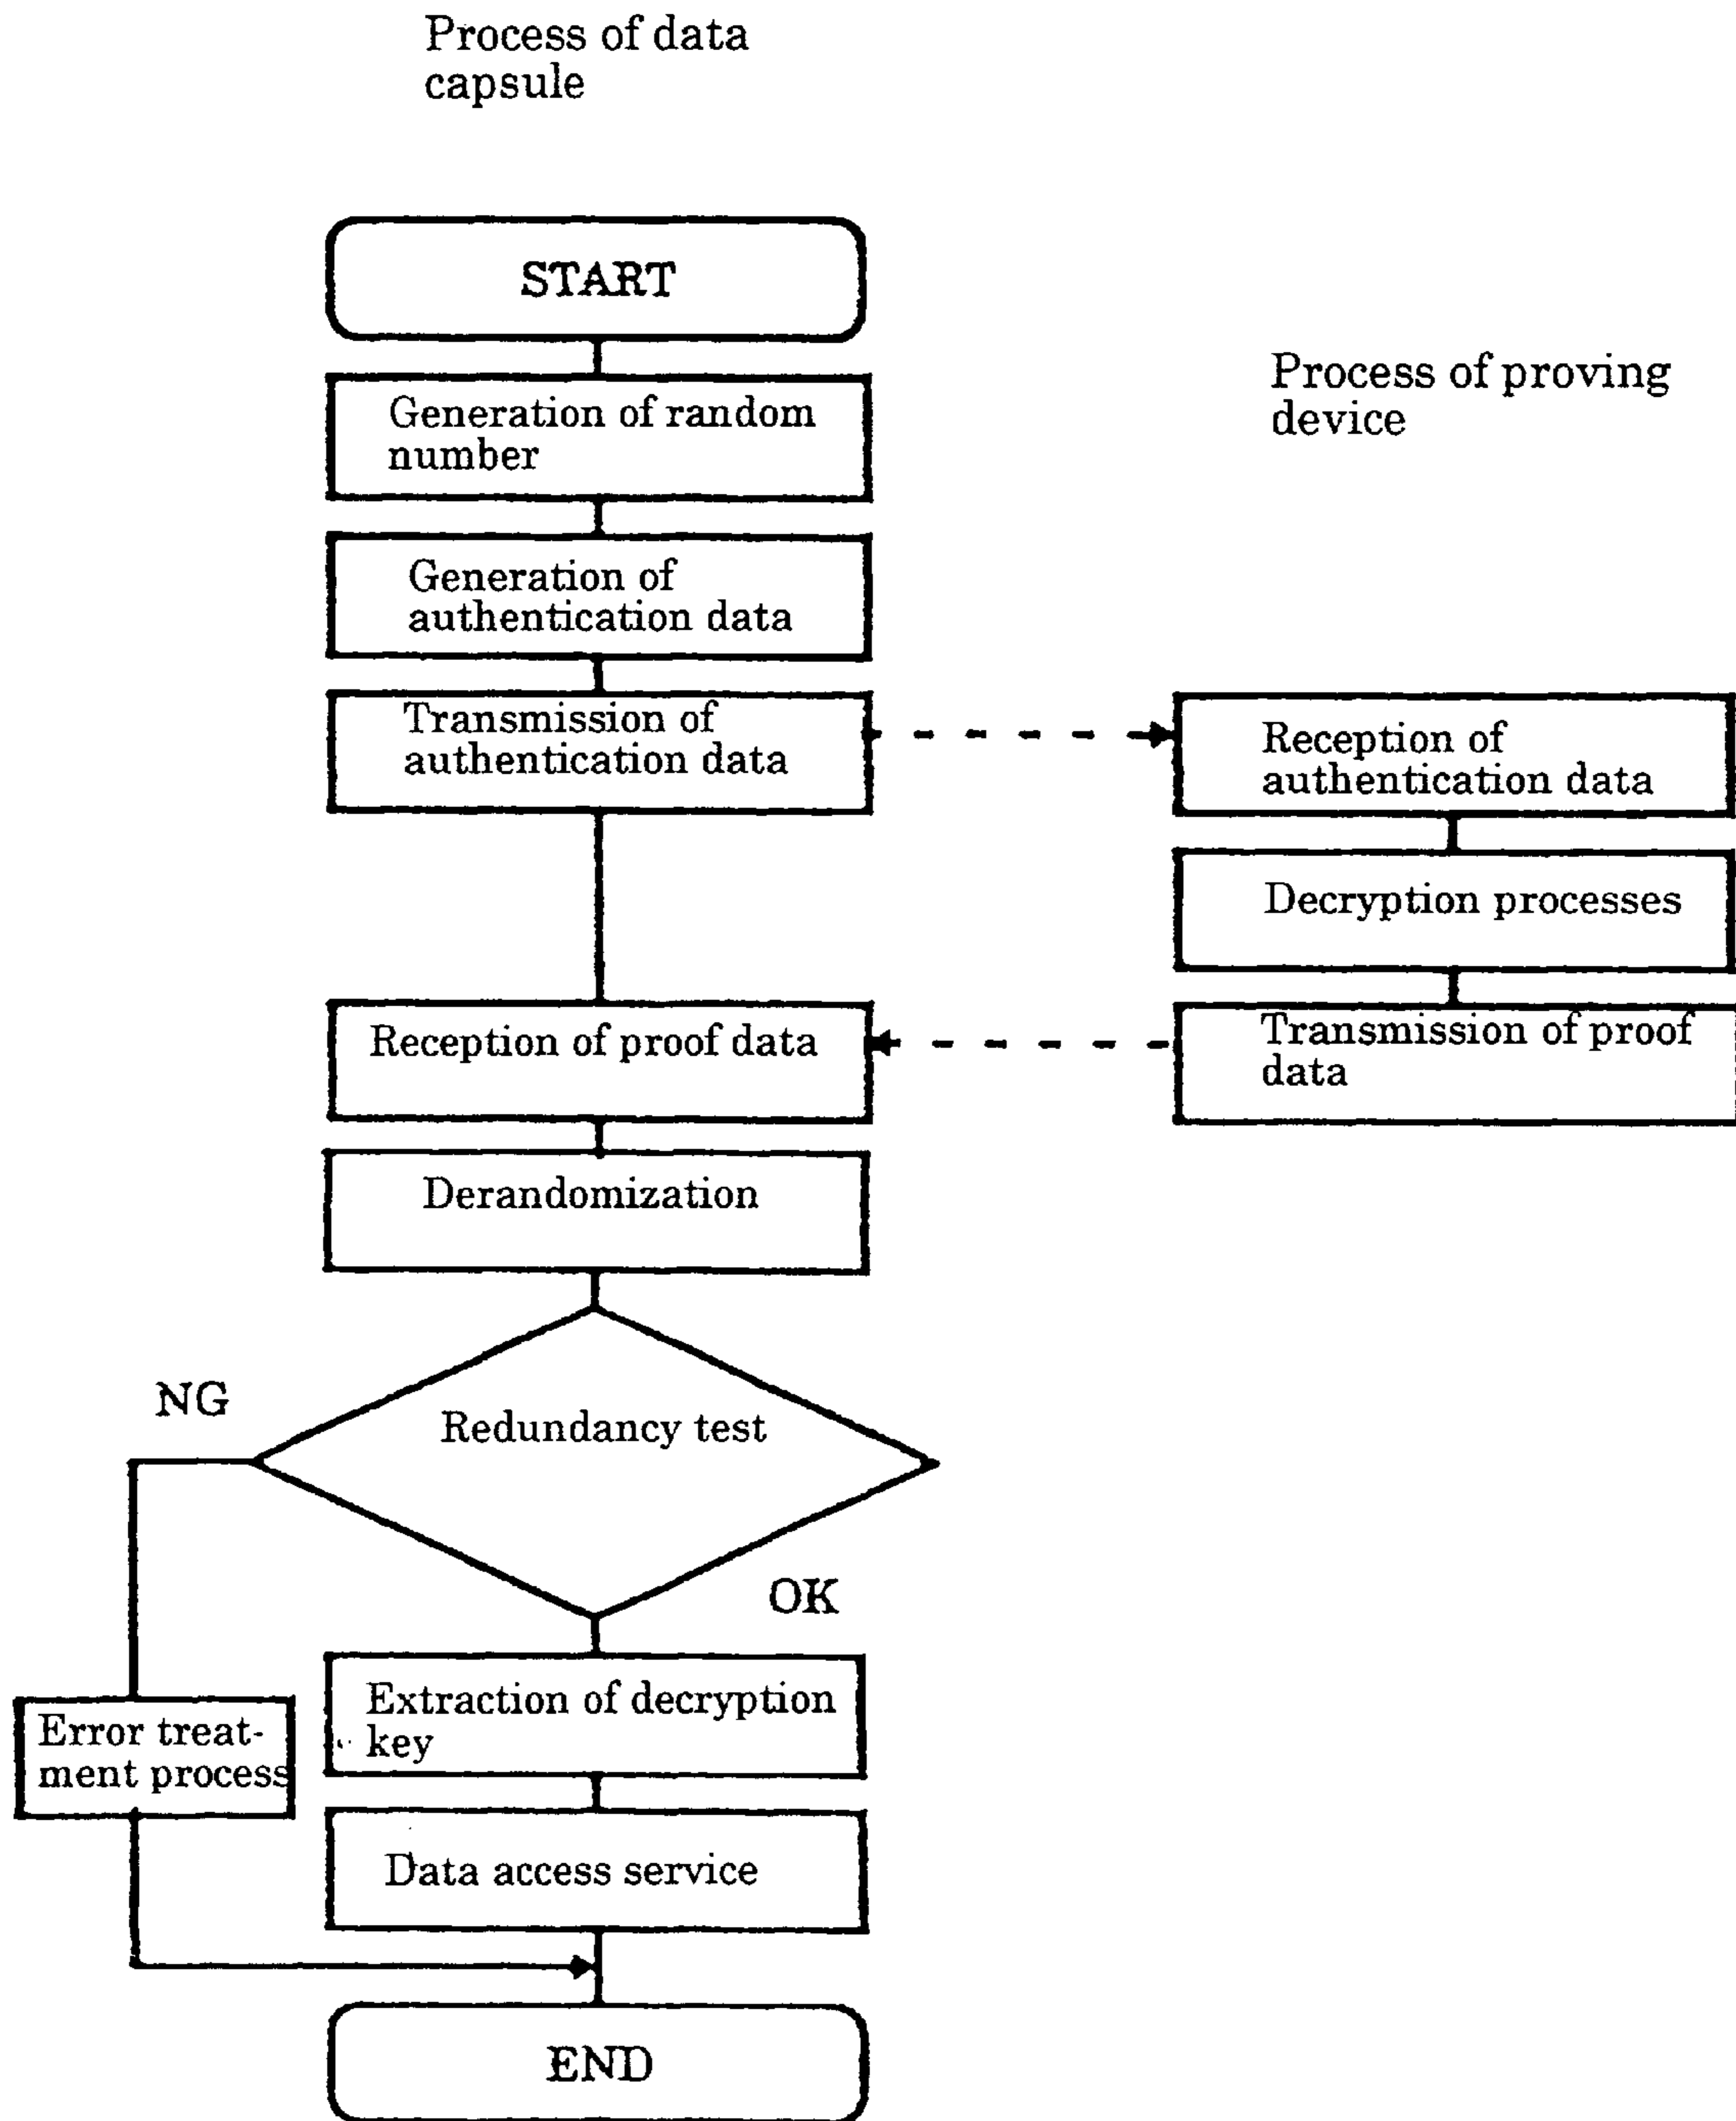 Process of data
capsule
START
Generation of random
number
Process of proving
device
Generation of
authentication data
Transmission of
authentication data
Reception of
authentication data
Decryption processes
Reception of proof data
Transmission of proof
data
Derandomization
NG
Redundancy test
OK
Extraction of decryption
key
Error treat-
ment process
Data access service
END